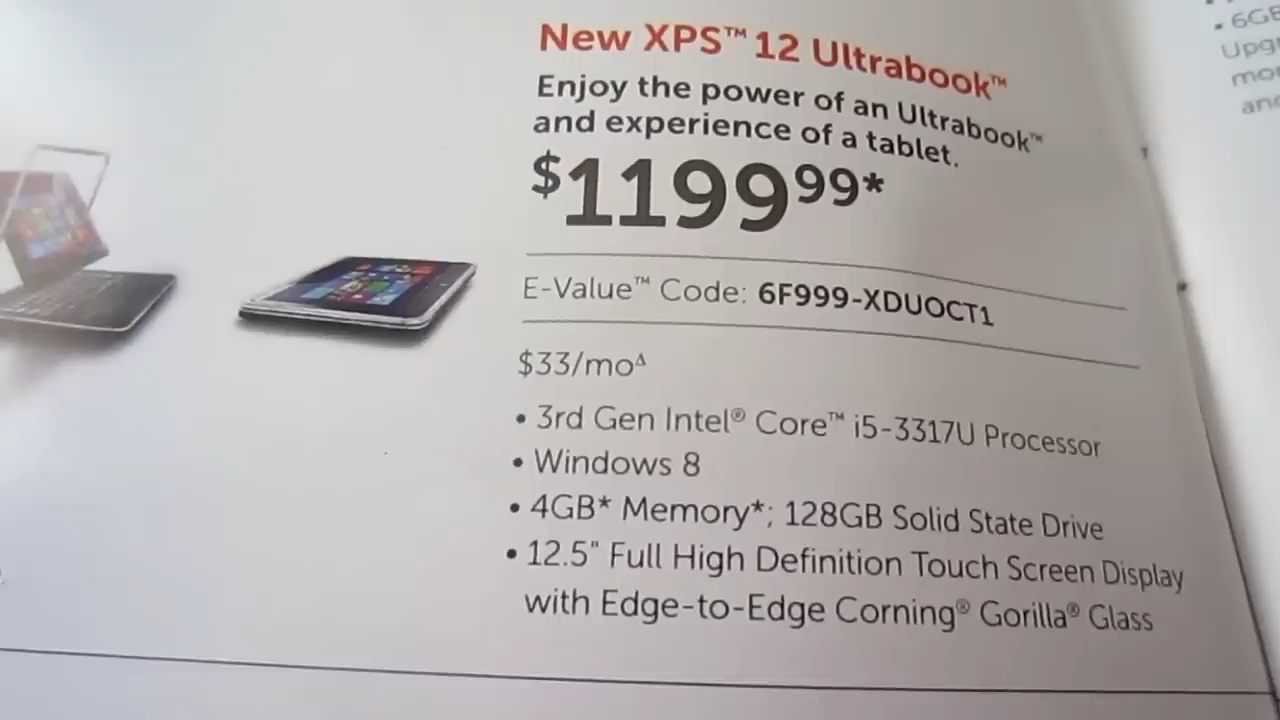 New XPS™ 12 Ultrabook™
Enjoy the power of an Ultrabook™
and experience of a tablet.
$1199 99*
E-Value™ Code: 6F999-XDUOCT1
$33/moᐃ
• 3rd Gen Intel® Core™ i5-3317U Processor
• Windows 8
• 4GB* Memory*; 128GB Solid State Drive
• 12.5" Full High Definition Touch Screen Display
with Edge-to-Edge Corning® Gorilla® Glass
• 6GB